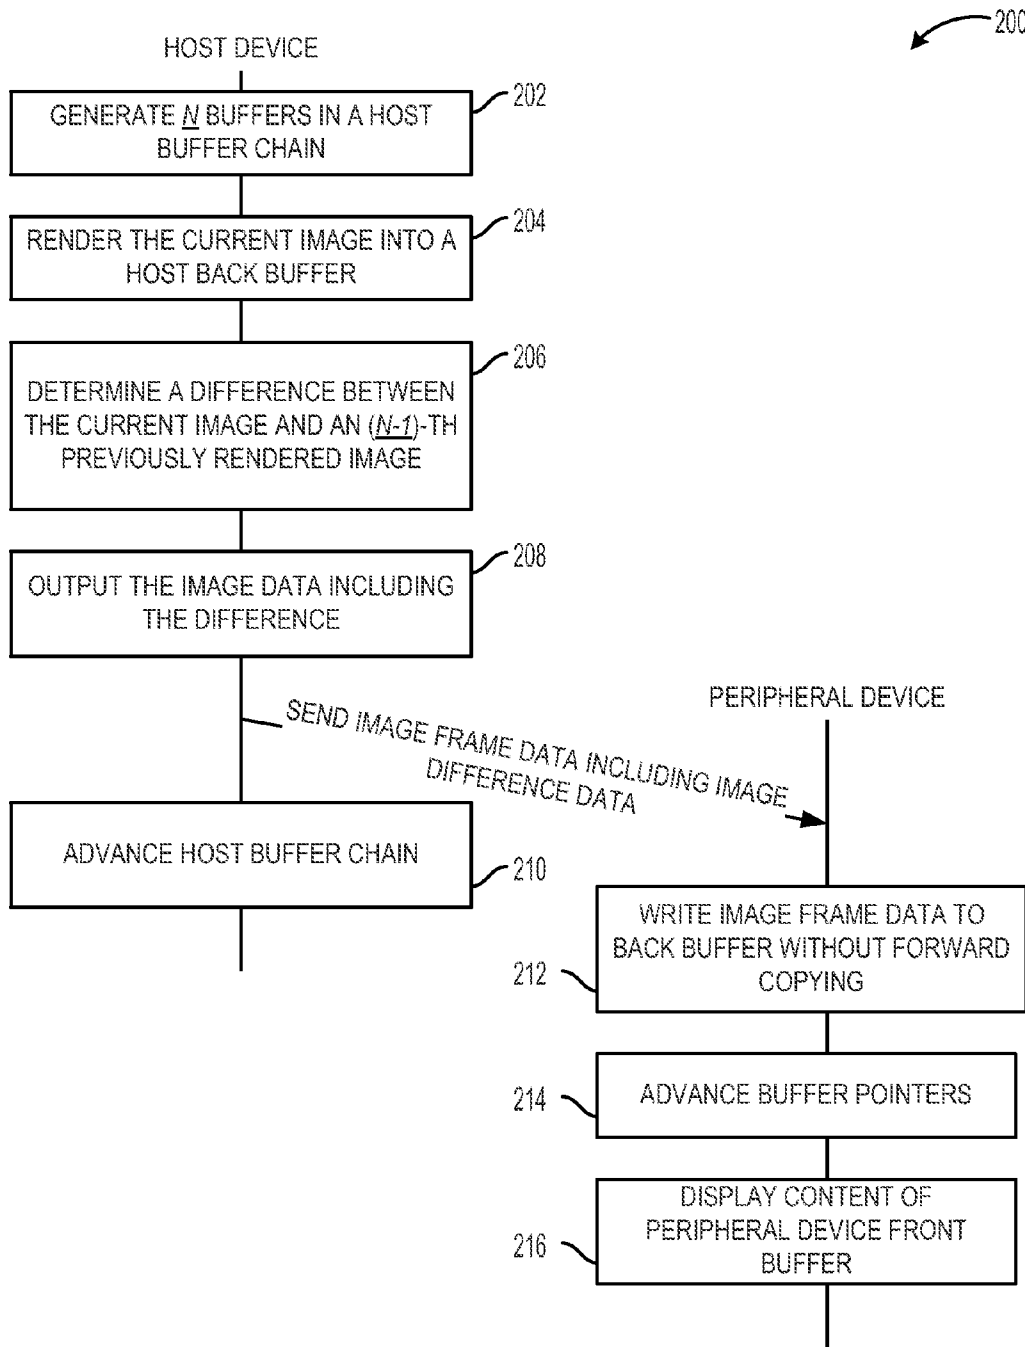 200
HOST DEVICE
202
GENERATE N BUFFERS IN A HOST
BUFFER CHAIN
204
RENDER THE CURRENT IMAGE INTO A
HOST BACK BUFFER
206
DETERMINE A DIFFERENCE BETWEEN
THE CURRENT IMAGE AND AN (N-1)-TH
PREVIOUSLY RENDERED IMAGE
208
OUTPUT THE IMAGE DATA INCLUDING
THE DIFFERENCE
PERIPHERAL DEVICE
SEND IMAGE FRAME DATA INCLUDING IMAGE
DIFFERENCE DATA
ADVANCE HOST BUFFER CHAIN
210
WRITE IMAGE FRAME DATA TO
BACK BUFFER WITHOUT FORWARD
COPYING
212
ADVANCE BUFFER POINTERS
214
DISPLAY CONTENT OF
PERIPHERAL DEVICE FRONT
BUFFER
216